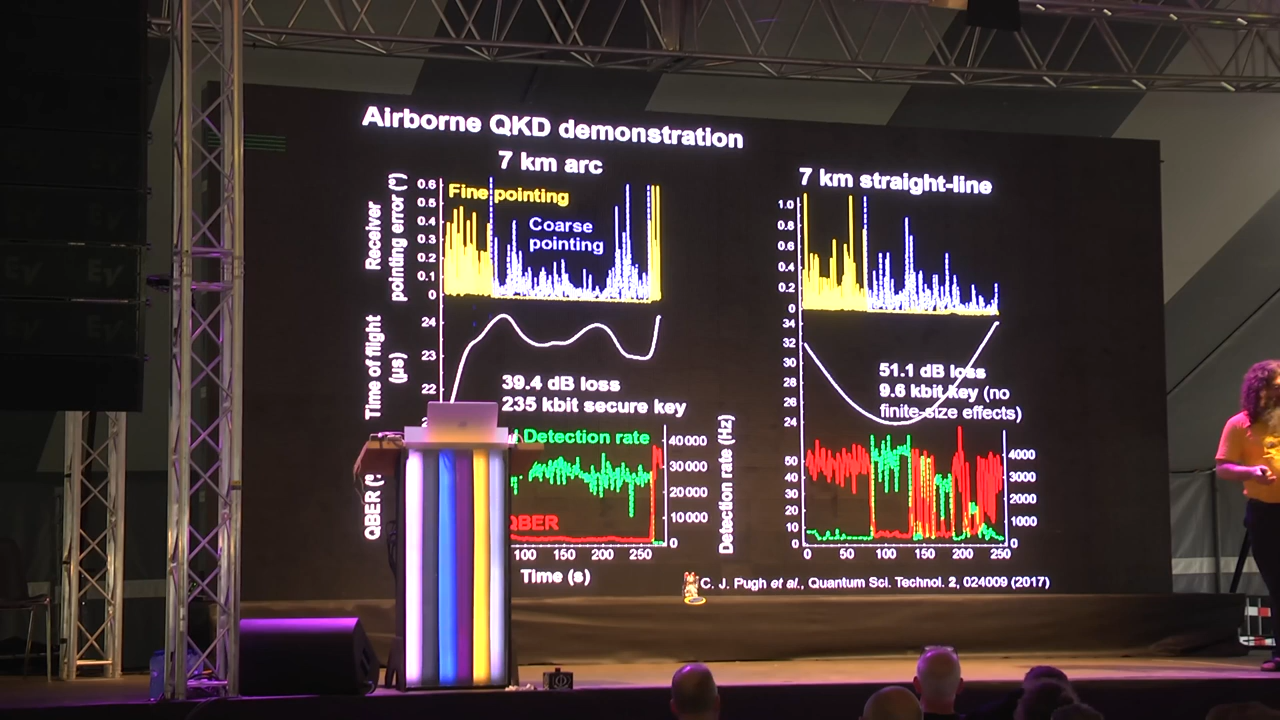 Airborne QKD demonstration
7 km arc
Receiver
pointing error (°)
0.6
0.5
0.4
0.3
0.2
0.1
0
Fine pointing
Coarse
pointing
Time of flight
(µs)
24
23
22
39.4 dB loss
235 kbit secure key
QBER
Detection rate
QBER
40000
30000
20000
10000
0
Detection rate (Hz)
100 150 200 250
Time (s)
7 km straight-line
1.0
0.8
0.6
0.4
0.2
0
34
32
30
28
26
24
51.1 dB loss
9.6 kbit key (no
finite-size effects)
50
40
30
20
10
0
4000
3000
2000
1000
0
0 50 100 150 200 250
C. J. Pugh et al., Quantum Sci. Technol. 2, 024009 (2017)
EV
EV
EV
EV